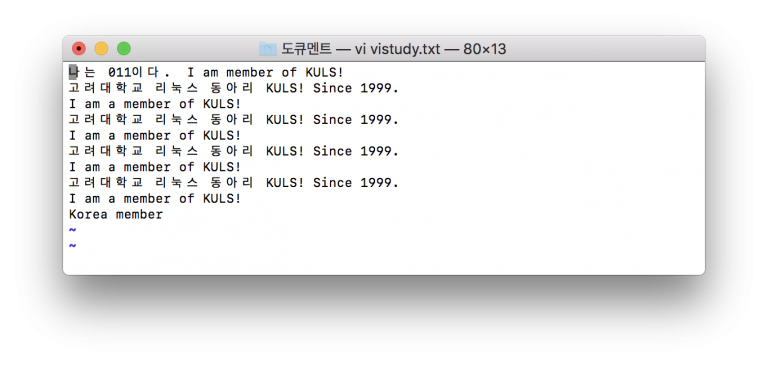 도큐멘트 — vi vistudy.txt — 80×13
나는 011이다. I am member of KULS!
고려대학교 리눅스 동아리 KULS! Since 1999.
I am a member of KULS!
고려대학교 리눅스 동아리 KULS! Since 1999.
I am a member of KULS!
고려대학교 리눅스 동아리 KULS! Since 1999.
I am a member of KULS!
고려대학교 리눅스 동아리 KULS! Since 1999.
I am a member of KULS!
Korea member
~
~